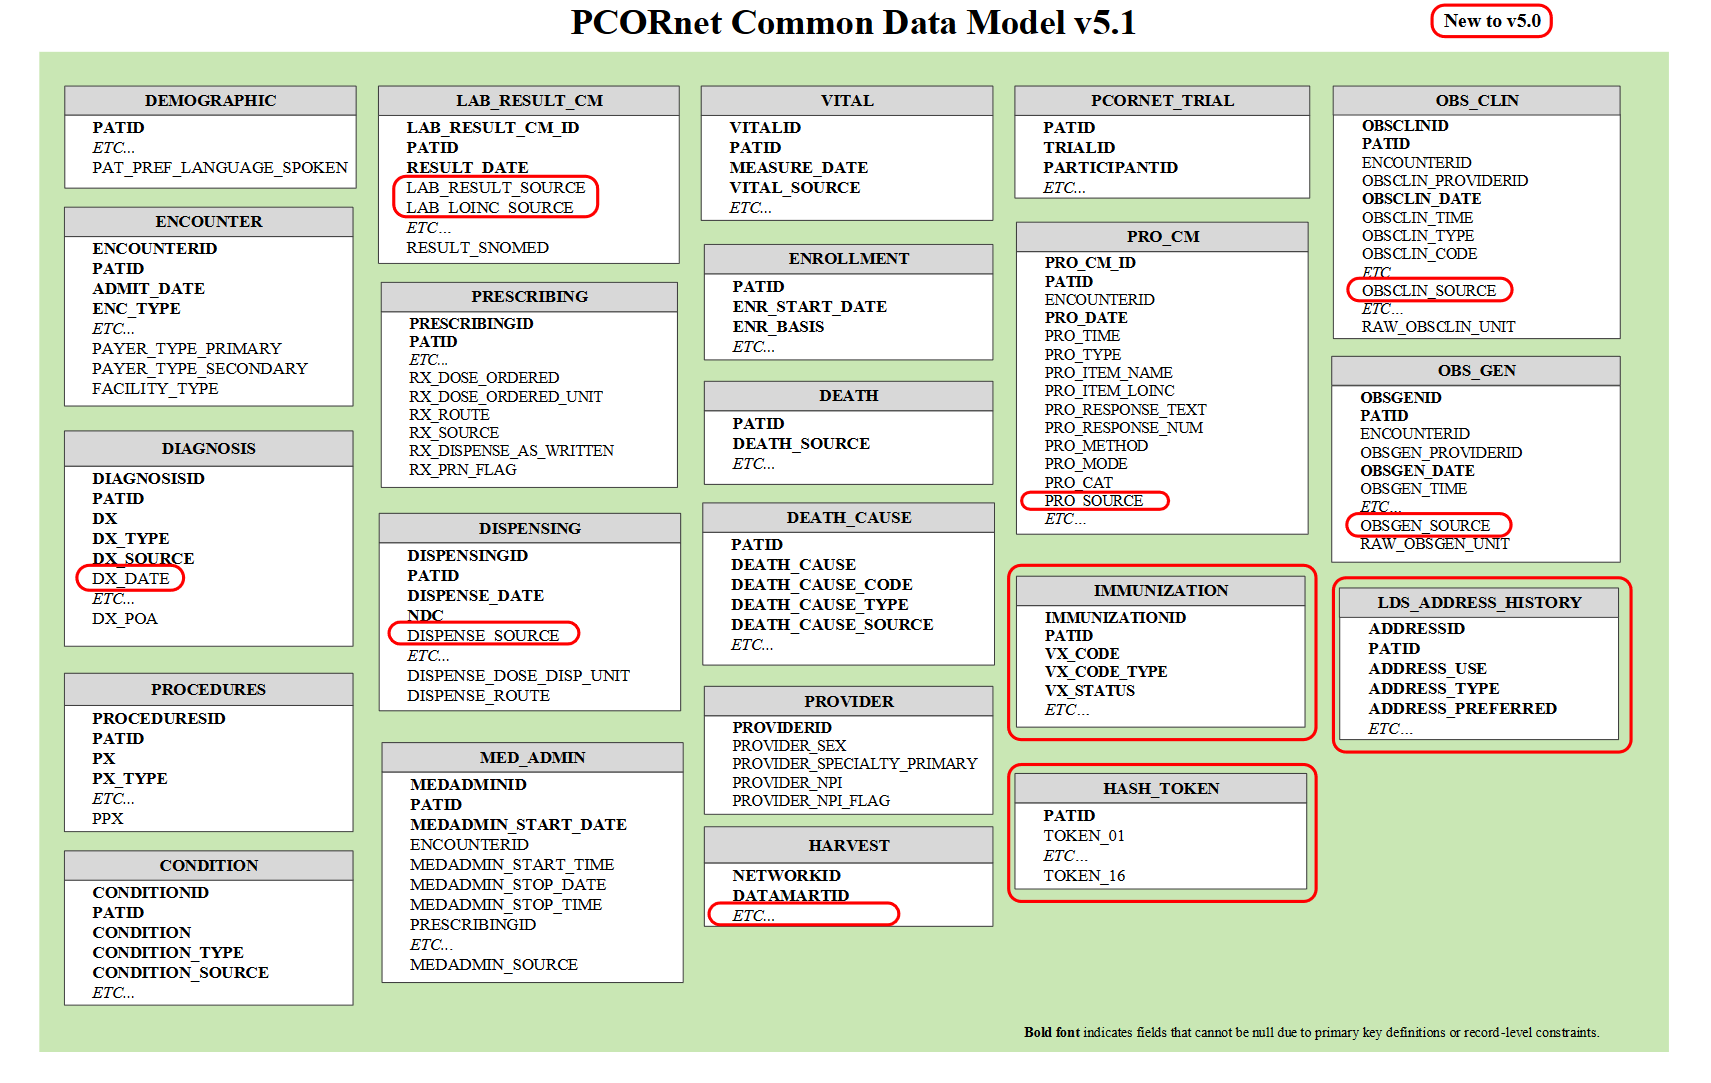 PCORnet Common Data Model v5.1
New to v5.0
DEMOGRAPHIC
PATID
ETC...
PAT_PREF_LANGUAGE_SPOKEN
ENCOUNTER
ENCOUNTERID
PATID
ADMIT_DATE
ENC_TYPE
ETC...
PAYER_TYPE_PRIMARY
PAYER_TYPE_SECONDARY
FACILITY_TYPE
DIAGNOSIS
DIAGNOSISID
PATID
DX
DX_TYPE
DX_SOURCE
DX_DATE
ETC...
DX_POA
PROCEDURES
PROCEDURESID
PATID
PX
PX_TYPE
ETC...
PPX
CONDITION
CONDITIONID
PATID
CONDITION
CONDITION_TYPE
CONDITION_SOURCE
ETC...
LAB_RESULT_CM
LAB_RESULT_CM_ID
PATID
RESULT_DATE
LAB_RESULT_SOURCE
LAB_LOINC_SOURCE
ETC...
RESULT_SNOMED
PRESCRIBING
PRESCRIBINGID
PATID
ETC...
RX_DOSE_ORDERED
RX_DOSE_ORDERED_UNIT
RX_ROUTE
RX_SOURCE
RX_DISPENSE_AS_WRITTEN
RX_PRN_FLAG
DISPENSING
DISPENSINGID
PATID
DISPENSE_DATE
NDC
DISPENSE_SOURCE
ETC...
DISPENSE_DOSE_DISP_UNIT
DISPENSE_ROUTE
MED_ADMIN
MEDADMINID
PATID
MEDADMIN_START_DATE
ENCOUNTERID
MEDADMIN_START_TIME
MEDADMIN_STOP_DATE
MEDADMIN_STOP_TIME
PRESCRIBINGID
ETC...
MEDADMIN_SOURCE
VITAL
VITALID
PATID
MEASURE_DATE
VITAL_SOURCE
ETC...
ENROLLMENT
PATID
ENR_START_DATE
ENR_BASIS
ETC...
DEATH
PATID
DEATH_SOURCE
ETC...
DEATH_CAUSE
PATID
DEATH_CAUSE
DEATH_CAUSE_CODE
DEATH_CAUSE_TYPE
DEATH_CAUSE_SOURCE
ETC...
PROVIDER
PROVIDERID
PROVIDER_SEX
PROVIDER_SPECIALTY_PRIMARY
PROVIDER_NPI
PROVIDER_NPI_FLAG
HARVEST
NETWORKID
DATAMARTID
ETC...
PCORNET_TRIAL
PATID
TRIALID
PARTICIPANTID
ETC...
PRO_CM
PRO_CM_ID
PATID
ENCOUNTERID
PRO_DATE
PRO_TIME
PRO_TYPE
PRO_ITEM_NAME
PRO_ITEM_LOINC
PRO_RESPONSE_TEXT
PRO_RESPONSE_NUM
PRO_METHOD
PRO_MODE
PRO_CAT
PRO_SOURCE
ETC...
IMMUNIZATION
IMMUNIZATIONID
PATID
VX_CODE
VX_CODE_TYPE
VX_STATUS
ETC...
HASH_TOKEN
PATID
TOKEN_01
ETC...
TOKEN_16
OBS_CLIN
OBSCLINID
PATID
ENCOUNTERID
OBSCLIN_PROVIDERID
OBSCLIN_DATE
OBSCLIN_TIME
OBSCLIN_TYPE
OBSCLIN_CODE
ETC
OBSCLIN_SOURCE
ETC...
RAW_OBSCLIN_UNIT
OBS_GEN
OBSGENID
PATID
ENCOUNTERID
OBSGEN_PROVIDERID
OBSGEN_DATE
OBSGEN_TIME
ETC...
OBSGEN_SOURCE
RAW_OBSGEN_UNIT
LDS_ADDRESS_HISTORY
ADDRESSID
PATID
ADDRESS_USE
ADDRESS_TYPE
ADDRESS_PREFERRED
ETC...
Bold font indicates fields that cannot be null due to primary key definitions or record-level constraints.